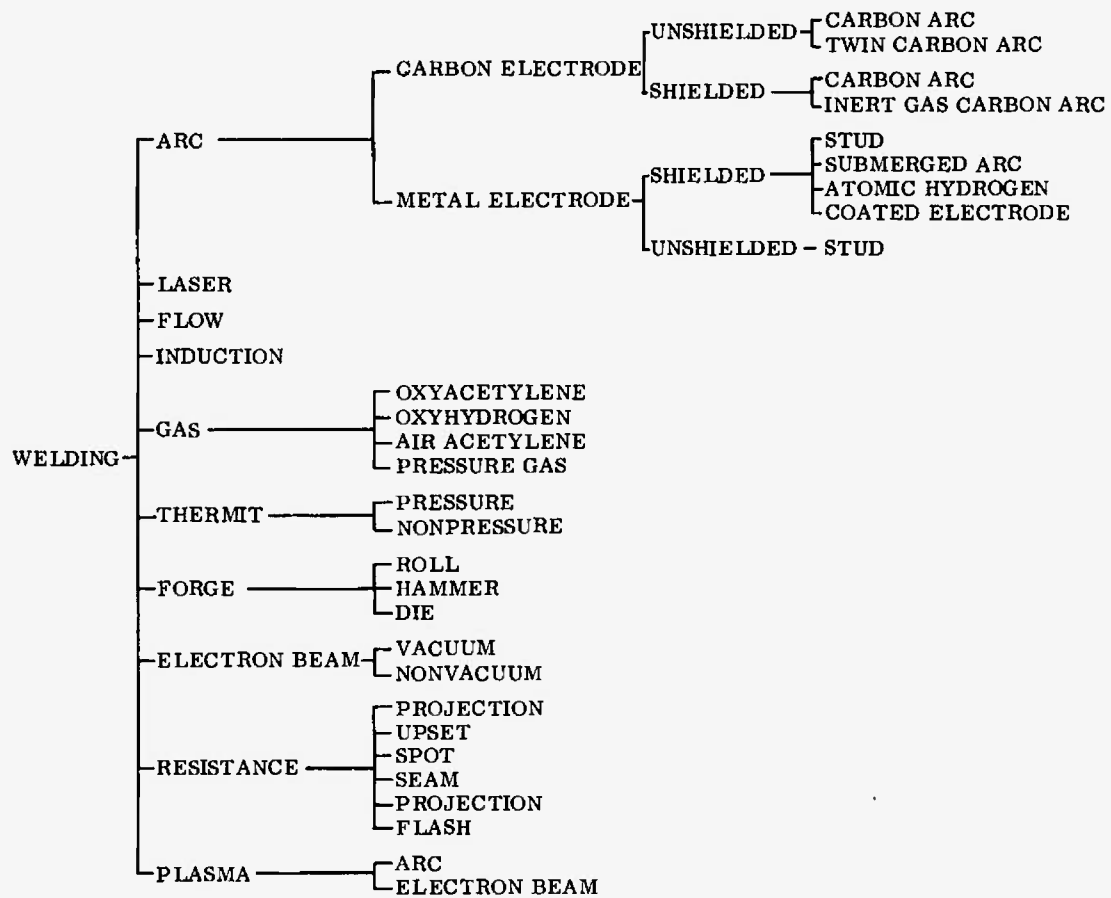 WELDING
ARC
CARBON ELECTRODE
UNSHIELDED
CARBON ARC
TWIN CARBON ARC
SHIELDED
CARBON ARC
INERT GAS CARBON ARC
METAL ELECTRODE
SHIELDED
STUD
SUBMERGED ARC
ATOMIC HYDROGEN
COATED ELECTRODE
UNSHIELDED – STUD
LASER
FLOW
INDUCTION
GAS
OXYACETYLENE
OXYHYDROGEN
AIR ACETYLENE
PRESSURE GAS
THERMIT
PRESSURE
NONPRESSURE
FORGE
ROLL
HAMMER
DIE
ELECTRON BEAM
VACUUM
NONVACUUM
RESISTANCE
PROJECTION
UPSET
SPOT
SEAM
PROJECTION
FLASH
PLASMA
ARC
ELECTRON BEAM